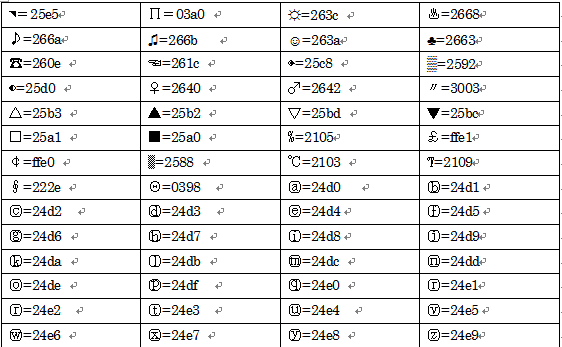 ◥=25e5 Π=03a0 ☼=263c ♨=2668
♪=266a ♫=266b ☺=263a ♣=2663
☎=260e ☜=261c ◈=25c8 ▒=2592
◐=25d0 ♀=2640 ♂=2642 〃=3003
△=25b3 ▲=25b2 ▽=25bd ▼=25bc
□=25a1 ■=25a0 ℅=2105 £=ffe1
¢=ffe0 ▒=2588 ℃=2103 ℉=2109
∮=222e Θ=0398 ⓐ=24d0 ⓑ=24d1
ⓒ=24d2 ⓓ=24d3 ⓔ=24d4 ⓕ=24d5
ⓖ=24d6 ⓗ=24d7 ⓘ=24d8 ⓙ=24d9
ⓚ=24da ⓛ=24db ⓜ=24dc ⓝ=24dd
ⓞ=24de ⓟ=24df ⓠ=24e0 ⓡ=24e1
ⓡ=24e2 ⓣ=24e3 ⓤ=24e4 ⓥ=24e5
ⓦ=24e6 ⓧ=24e7 ⓨ=24e8 ⓩ=24e9